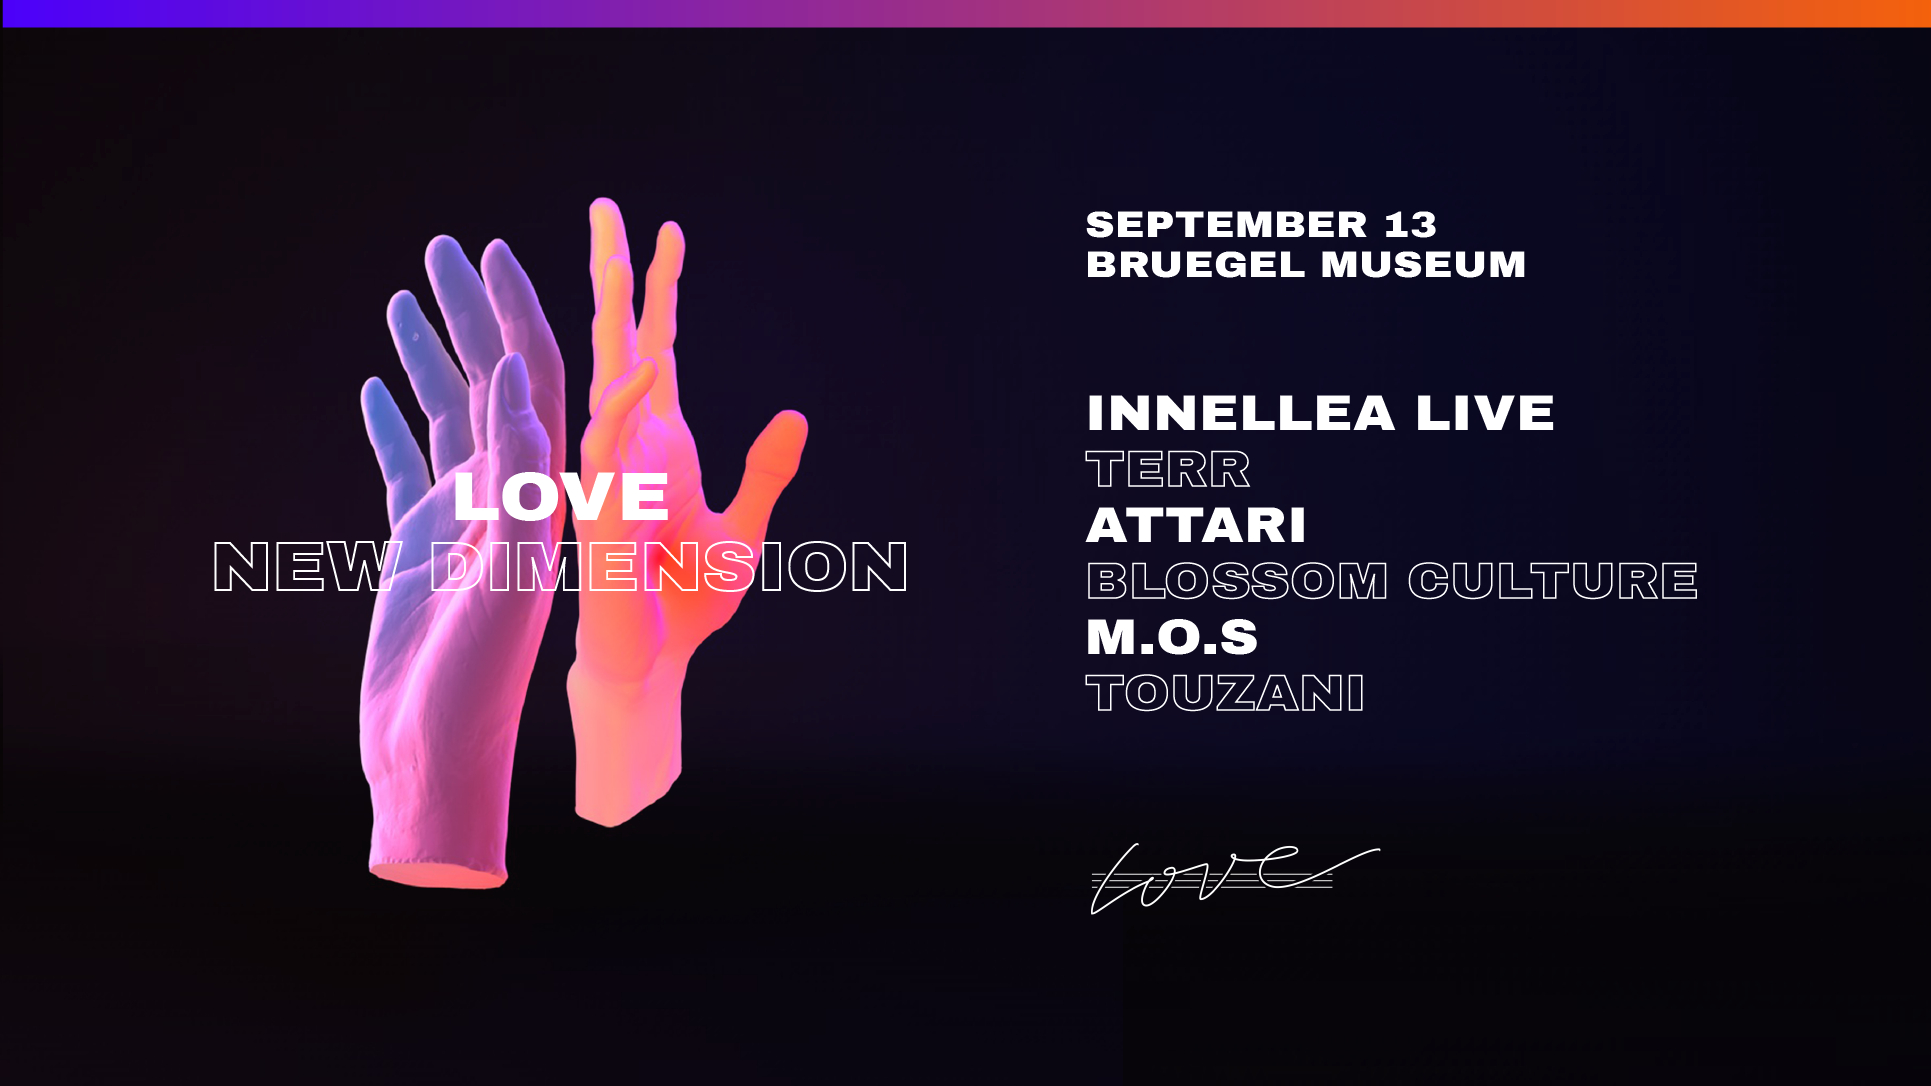 LOVE
NEW DIMENSION
SEPTEMBER 13
BRUEGEL MUSEUM
INNELLEA LIVE
TERR
ATTARI
BLOSSOM CULTURE
M.O.S
TOUZANI
Love